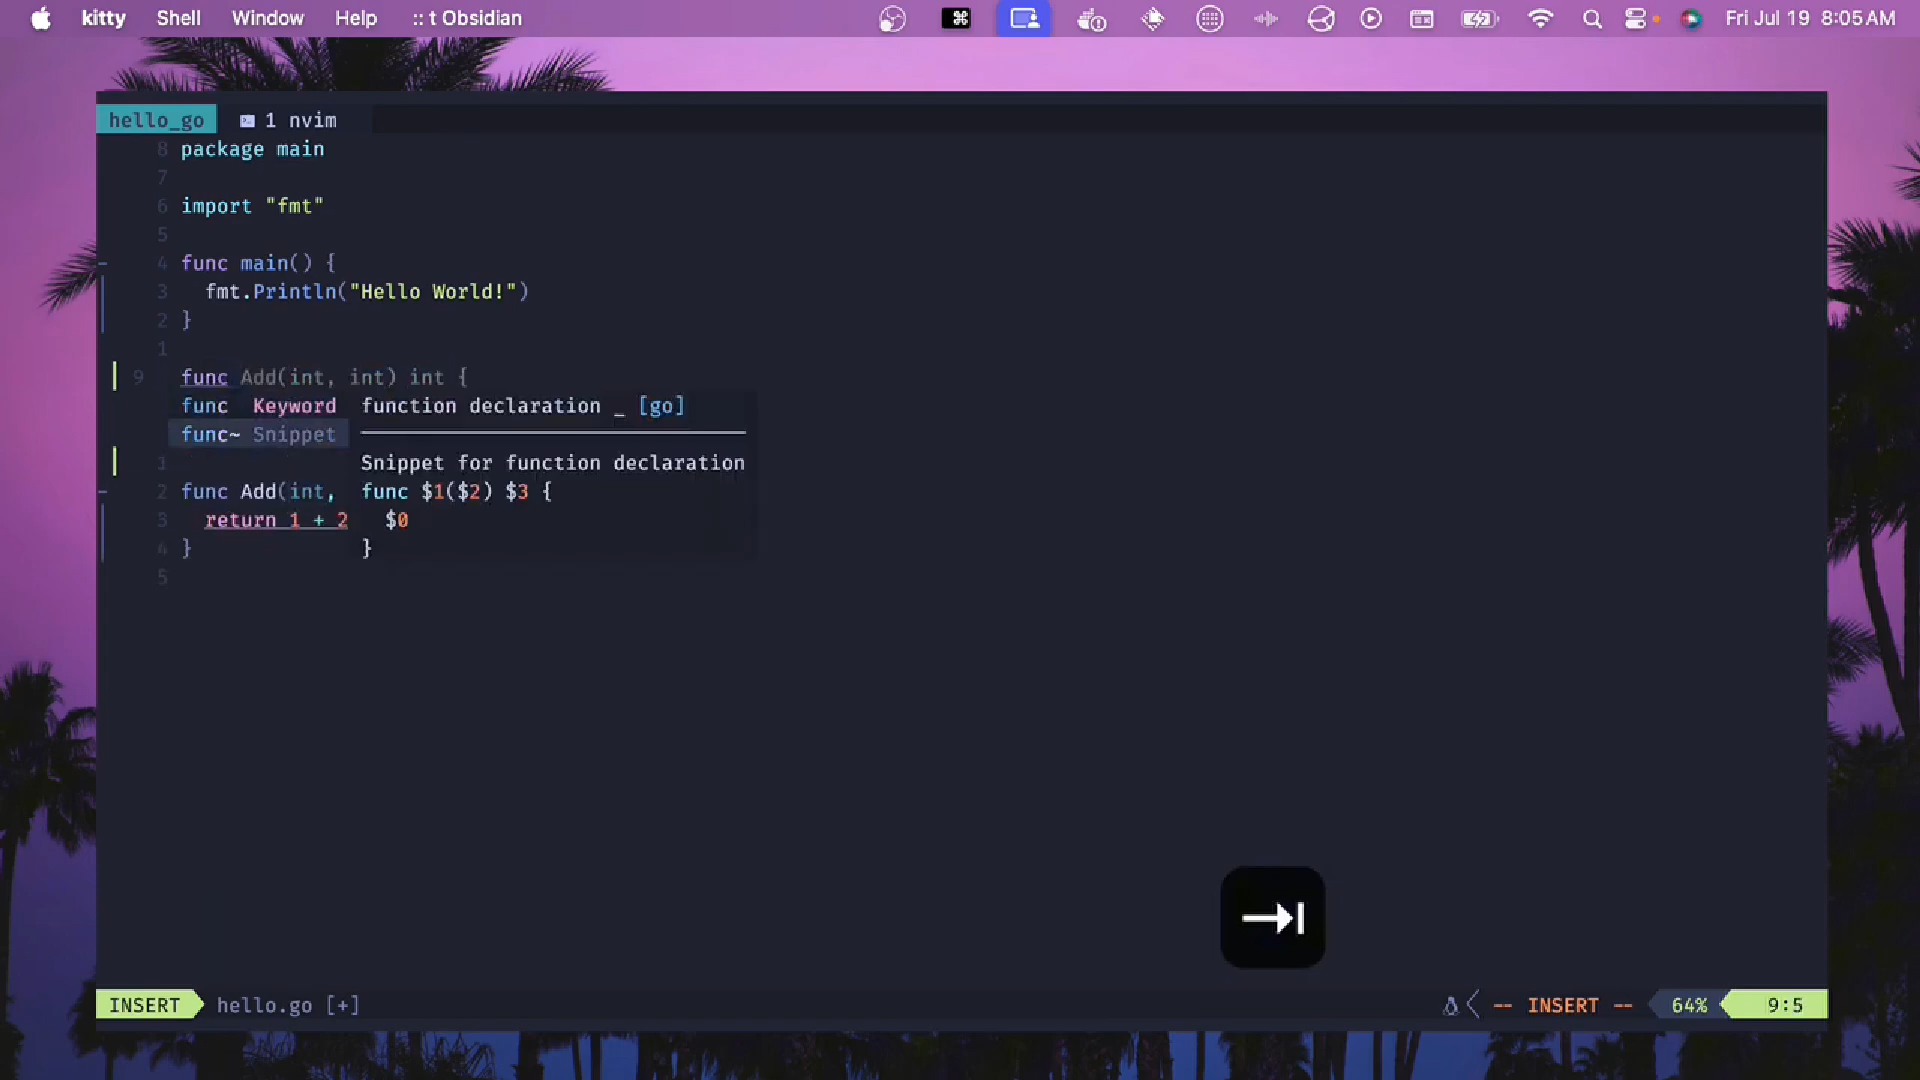 kitty Shell Window Help :: t Obsidian Fri Jul 19 8:05 AM
hello_go 1 nvim
8 package main
7
6 import "fmt"
5
4 func main() {
3 fmt.Println("Hello World!")
2 }
1
9 func Add(int, int) int {
func Keyword function declaration _ [go]
func~ Snippet
1 Snippet for function declaration
2 func Add(int, func $1($2) $3 {
3 return 1 + 2 $0
4 } }
5
INSERT hello.go [+] -- INSERT -- 64% 9:5